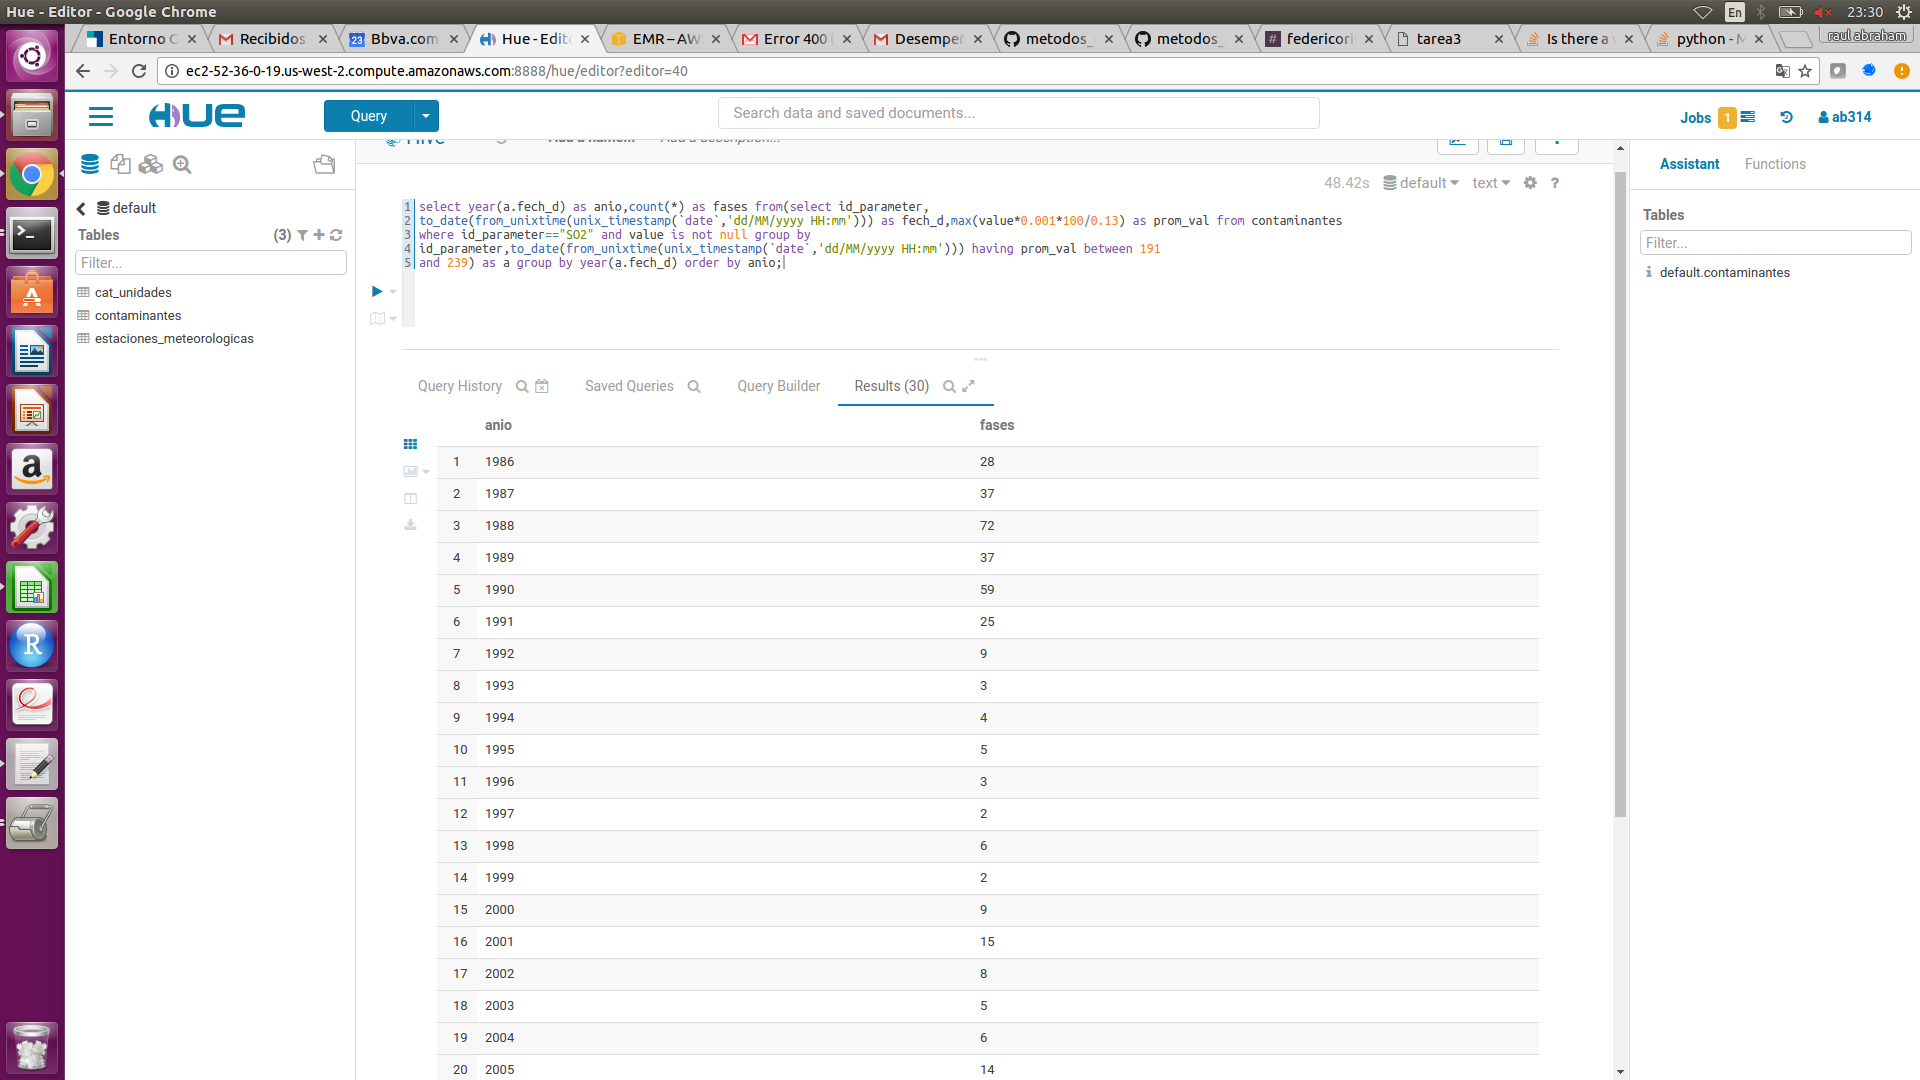 Hue - Editor - Google Chrome
En
23:30
Entorno C
Recibidos
Bbva.com
Hue - Edit
EMR – AW
Error 400 (
Desempeñ
metodos_
metodos_
federicori
tarea3
Is there a
python - M
raul abraham
ec2-52-36-0-19.us-west-2.compute.amazonaws.com:8888/hue/editor?editor=40
HUE
Query
Search data and saved documents...
Jobs 1
ab314
Hive
Add a name...
Add a description...
Assistant
Functions
48.42s
default
text
?
default
Tables
(3)
Filter...
cat_unidades
contaminantes
estaciones_meteorologicas
1 select year(a.fech_d) as anio,count(*) as fases from(select id_parameter,
2 to_date(from_unixtime(unix_timestamp(`date`,'dd/MM/yyyy HH:mm'))) as fech_d,max(value*0.001*100/0.13) as prom_val from contaminantes
3 where id_parameter=="SO2" and value is not null group by
4 id_parameter,to_date(from_unixtime(unix_timestamp(`date`,'dd/MM/yyyy HH:mm'))) having prom_val between 191
5 and 239) as a group by year(a.fech_d) order by anio;
Tables
Filter...
default.contaminantes
Query History
Saved Queries
Query Builder
Results (30)
anio fases
1 1986 28
2 1987 37
3 1988 72
4 1989 37
5 1990 59
6 1991 25
7 1992 9
8 1993 3
9 1994 4
10 1995 5
11 1996 3
12 1997 2
13 1998 6
14 1999 2
15 2000 9
16 2001 15
17 2002 8
18 2003 5
19 2004 6
20 2005 14